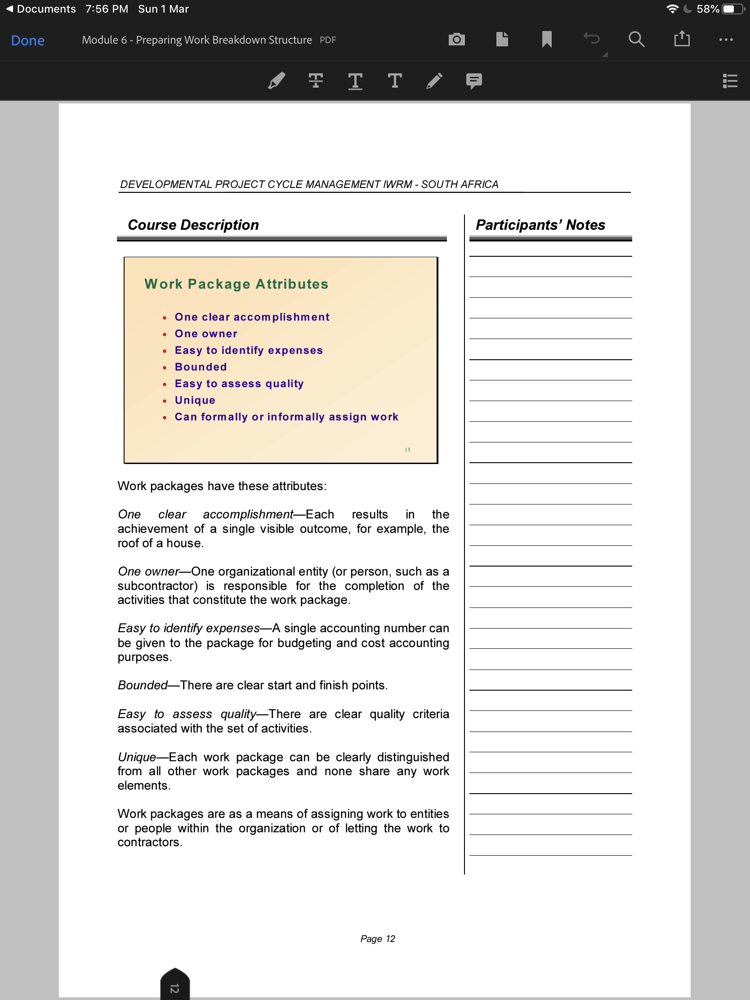 Documents 7:56 PM Sun 1 Mar 58%
Done Module 6 - Preparing Work Breakdown Structure PDF
DEVELOPMENTAL PROJECT CYCLE MANAGEMENT IWRM - SOUTH AFRICA
Course Description
Work Package Attributes
• One clear accomplishment
• One owner
• Easy to identify expenses
• Bounded
• Easy to assess quality
• Unique
• Can formally or informally assign work
15
Work packages have these attributes:
One clear accomplishment—Each results in the
achievement of a single visible outcome, for example, the
roof of a house.
One owner—One organizational entity (or person, such as a
subcontractor) is responsible for the completion of the
activities that constitute the work package.
Easy to identify expenses—A single accounting number can
be given to the package for budgeting and cost accounting
purposes.
Bounded—There are clear start and finish points.
Easy to assess quality—There are clear quality criteria
associated with the set of activities.
Unique—Each work package can be clearly distinguished
from all other work packages and none share any work
elements.
Work packages are as a means of assigning work to entities
or people within the organization or of letting the work to
contractors.
Participants’ Notes
Page 12
12